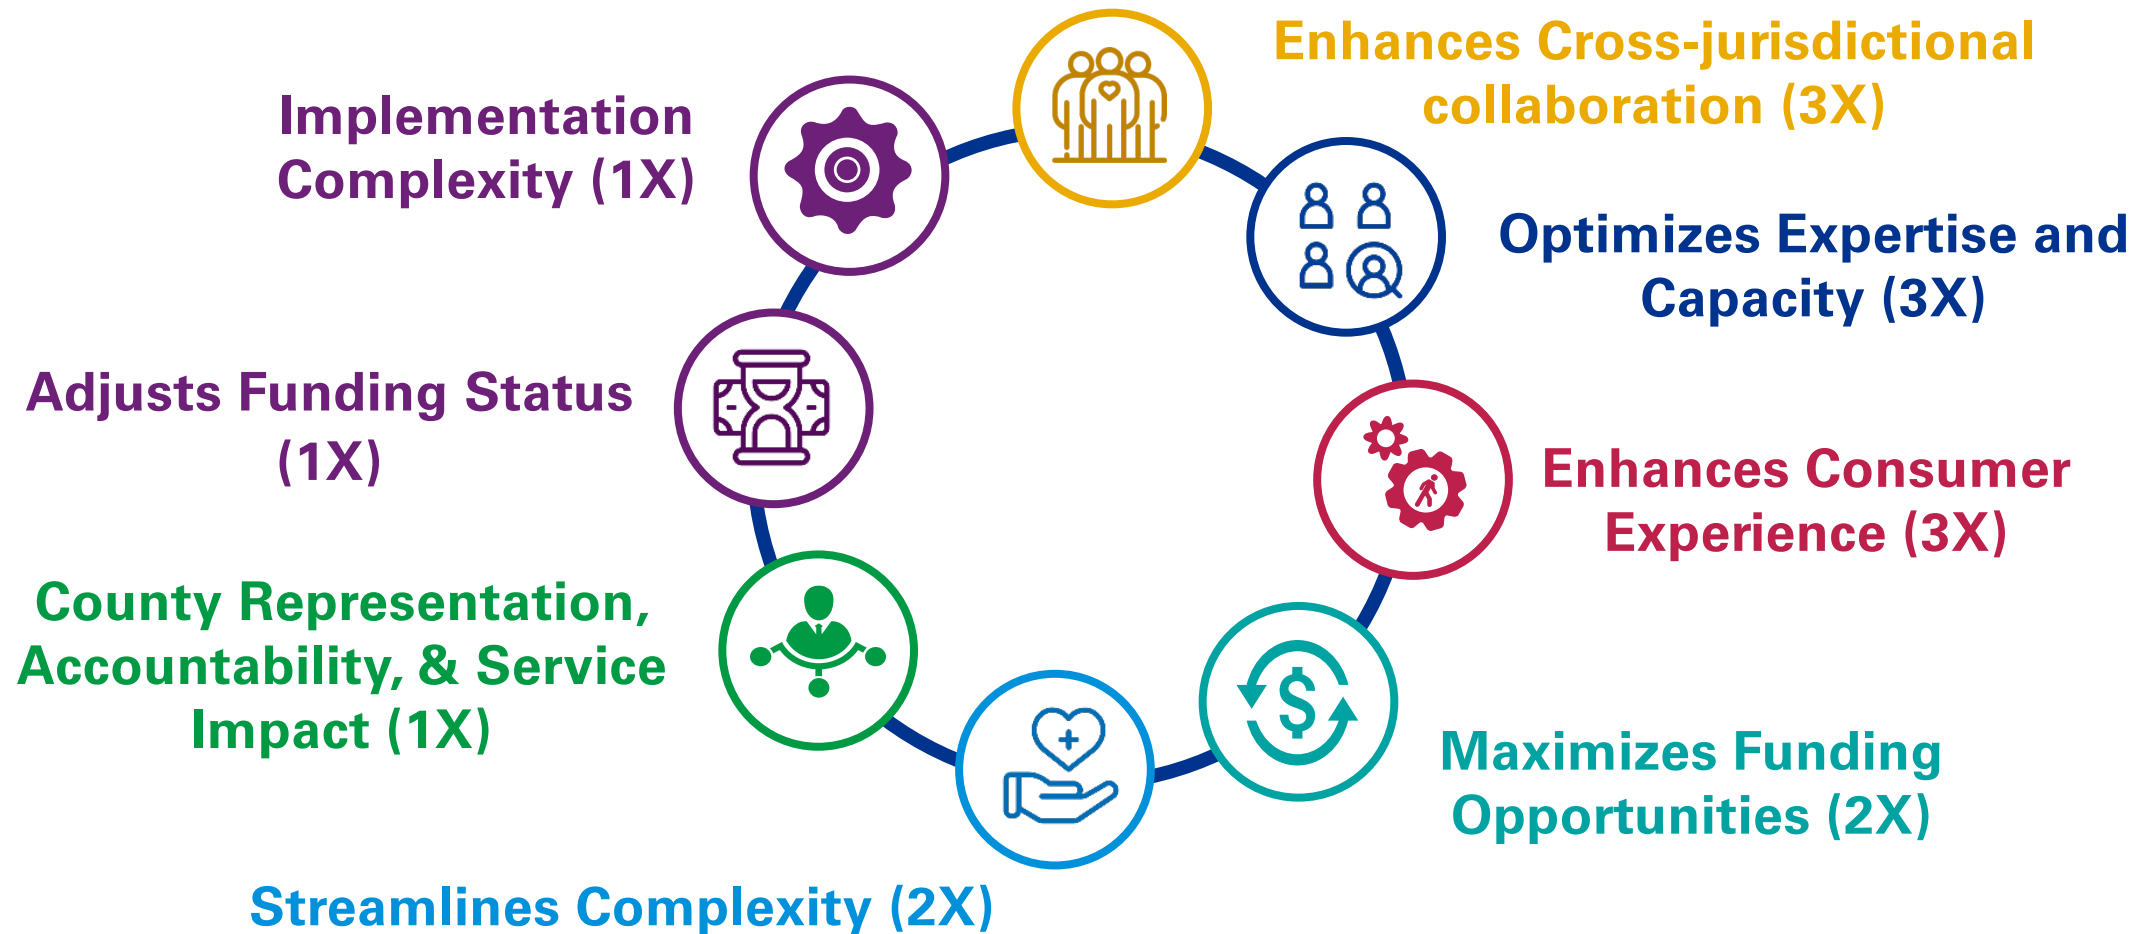 Enhances Cross-jurisdictional
collaboration (3X)
Optimizes Expertise and
Capacity (3X)
Enhances Consumer
Experience (3X)
Maximizes Funding
Opportunities (2X)
Streamlines Complexity (2X)
County Representation,
Accountability, & Service
Impact (1X)
Adjusts Funding Status
(1X)
Implementation
Complexity (1X)